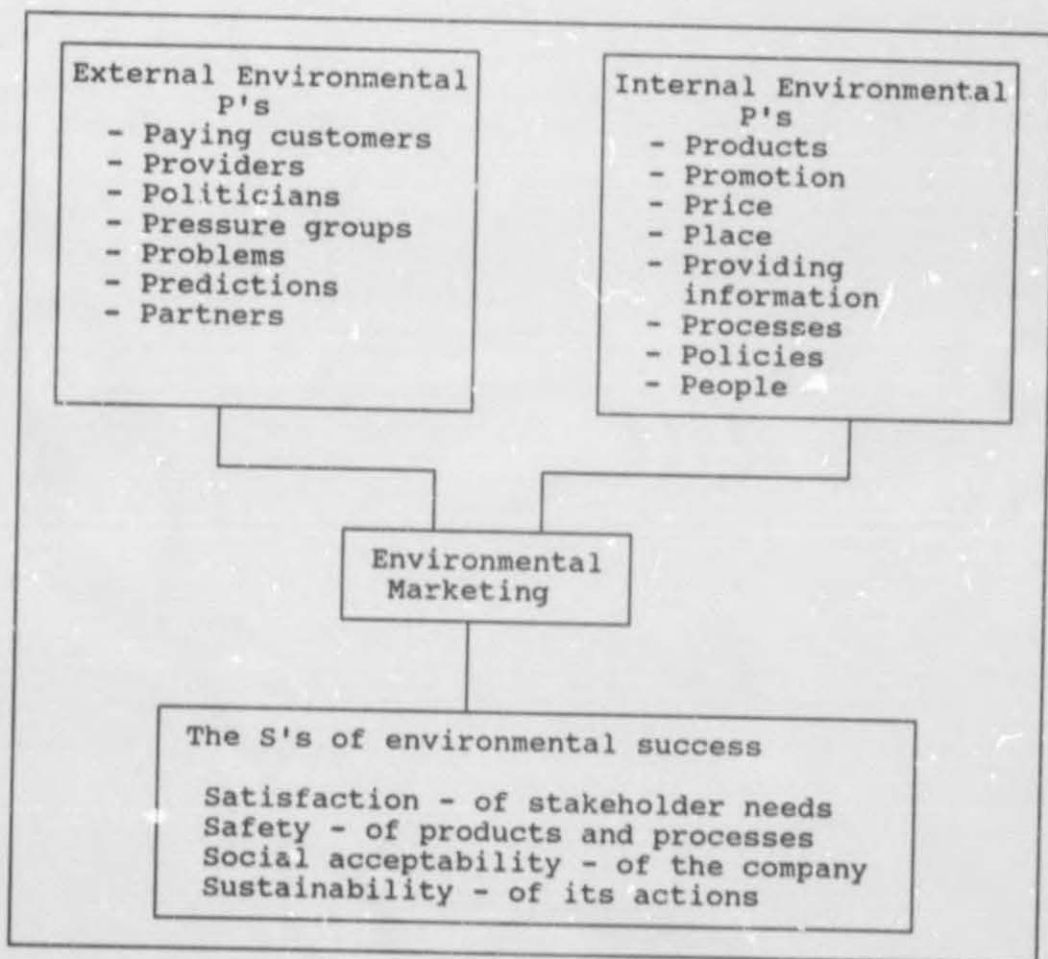 External Environmental
P's
- Paying customers
- Providers
- Politicians
- Pressure groups
- Problems
- Predictions
- Partners
Internal Environmental
P's
- Products
- Promotion
- Price
- Place
- Providing
information
- Processes
- Policies
- People
Environmental
Marketing
The S's of environmental success
Satisfaction - of stakeholder needs
Safety - of products and processes
Social acceptability - of the company
Sustainability - of its actions